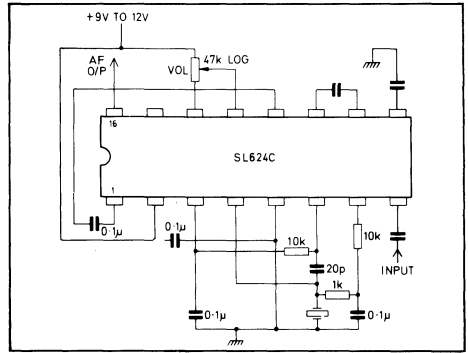 +9V TO 12V
AF
O/P
VOL
47k LOG
16
SL624C
1
0·1µ
0·1µ
10k
10k
20p
INPUT
1k
0·1µ
0·1µ